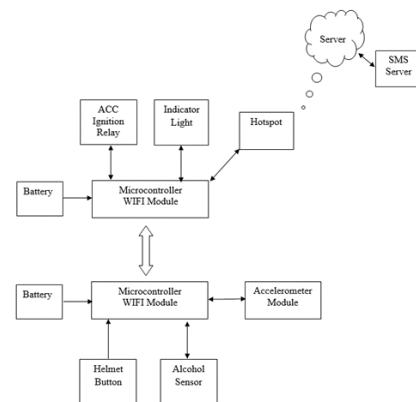 Server
SMS
Server
ACC
Ignition
Relay
Indicator
Light
Hotspot
Battery
Microcontroller
WIFI Module
Battery
Microcontroller
WIFI Module
Accelerometer
Module
Helmet
Button
Alcohol
Sensor